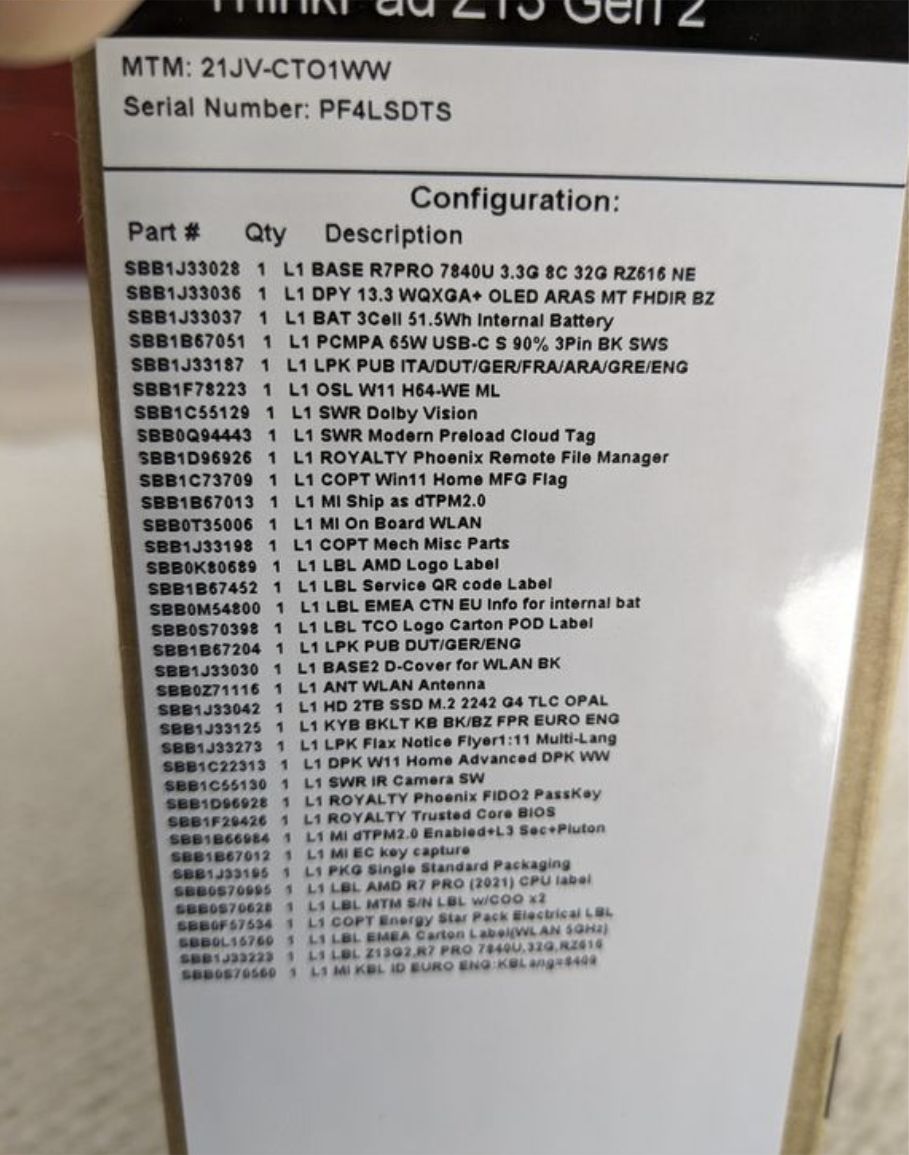 ThinkPad Z13 Gen 2
MTM: 21JV-CTO1WW
Serial Number: PF4LSDTS
Configuration:
Part # Qty Description
SBB1J33028 1 L1 BASE R7PRO 7840U 3.3G 8C 32G RZ616 NE
SBB1J33036 1 L1 DPY 13.3 WQXGA+ OLED ARAS MT FHDIR BZ
SBB1J33037 1 L1 BAT 3Cell 51.5Wh Internal Battery
SBB1B67051 1 L1 PCMPA 65W USB-C S 90% 3Pin BK SWS
SBB1J33187 1 L1 LPK PUB ITA/DUT/GER/FRA/ARA/GRE/ENG
SBB1F78223 1 L1 OSL W11 H64-WE ML
SBB1C55129 1 L1 SWR Dolby Vision
SBB0Q94443 1 L1 SWR Modern Preload Cloud Tag
SBB1D96926 1 L1 ROYALTY Phoenix Remote File Manager
SBB1C73709 1 L1 COPT Win11 Home MFG Flag
SBB1B67013 1 L1 MI Ship as dTPM2.0
SBB0T35006 1 L1 MI On Board WLAN
SBB1J33198 1 L1 COPT Mech Misc Parts
SBB0K80689 1 L1 LBL AMD Logo Label
SBB1B67452 1 L1 LBL Service QR code Label
SBB0M54800 1 L1 LBL EMEA CTN EU Info for internal bat
SBB0S70398 1 L1 LBL TCO Logo Carton POD Label
SBB1B67204 1 L1 LPK PUB DUT/GER/ENG
SBB1J33030 1 L1 BASE2 D-Cover for WLAN BK
SBB0Z71116 1 L1 ANT WLAN Antenna
SBB1J33042 1 L1 HD 2TB SSD M.2 2242 G4 TLC OPAL
SBB1J33125 1 L1 KYB BKLT KB BK/BZ FPR EURO ENG
SBB1J33273 1 L1 LPK Flax Notice Flyer1:11 Multi-Lang
SBB1C22313 1 L1 DPK W11 Home Advanced DPK WW
SBB1C55130 1 L1 SWR IR Camera SW
SBB1D96928 1 L1 ROYALTY Phoenix FIDO2 PassKey
SBB1F29426 1 L1 ROYALTY Trusted Core BIOS
SBB1B66984 1 L1 MI dTPM2.0 Enabled+L3 Sec+Pluton
SBB1B67012 1 L1 MI EC key capture
SBB1J33195 1 L1 PKG Single Standard Packaging
SBB0S70995 1 L1 LBL AMD R7 PRO (2021) CPU label
SBB0S70628 1 L1 LBL MTM S/N LBL w/COO x2
SBB0F57534 1 L1 COPT Energy Star Pack Electrical LBL
SBB0L15760 1 L1 LBL EMEA Carton Label(WLAN 5GHz)
SBB1J33223 1 L1 LBL Z13G2,R7 PRO 7840U,32G,RZ616
SBB0S70560 1 L1 MI KBL ID EURO ENG:KBLang=8409